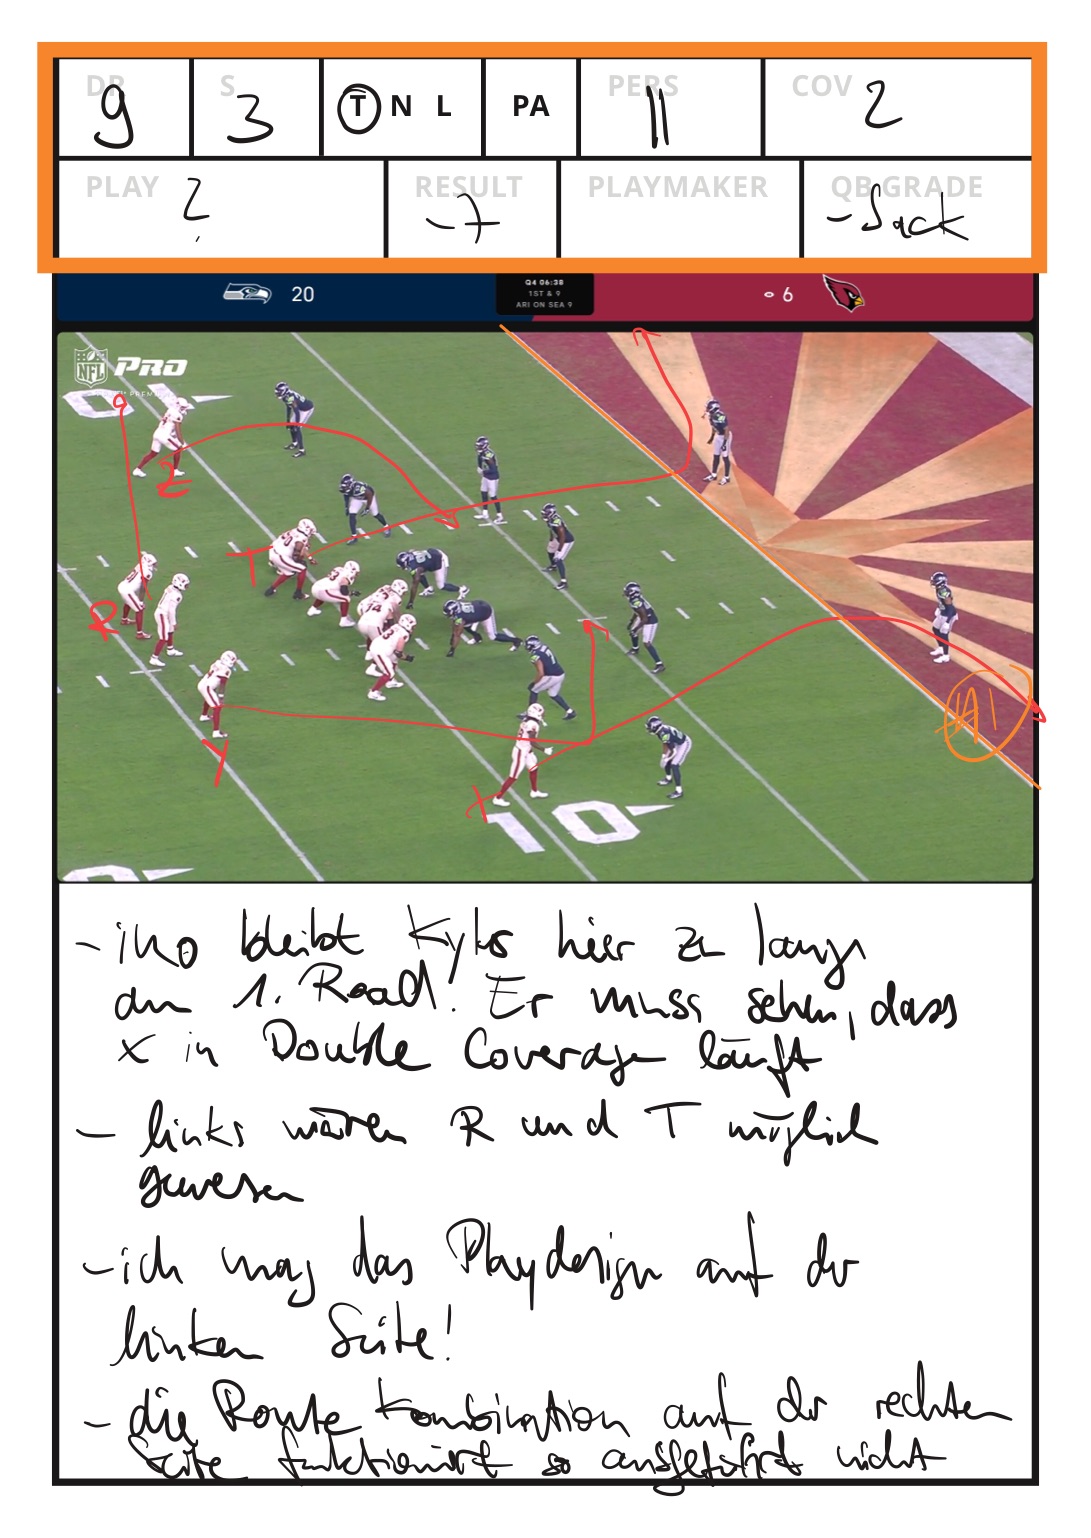 DR 9 S 3 T N L PA PERS 11 COV 2
PLAY ? RESULT -7 PLAYMAKER QB GRADE - Sack
20 Q4 06:38 6
1ST & 9
ARI ON SEA 9
NFL PRO
Z
T
R
Y
X
10
A1
- imo bleibt Kyler hier zu lange
am 1. Read! Er muss sehen, dass
X in Double Coverage läuft
- links wären R und T möglich
gewesen
- ich mag das Playdesign auf der
linken Seite!
- die Route Kombination auf der rechten
Seite funktioniert so ausgeführt nicht